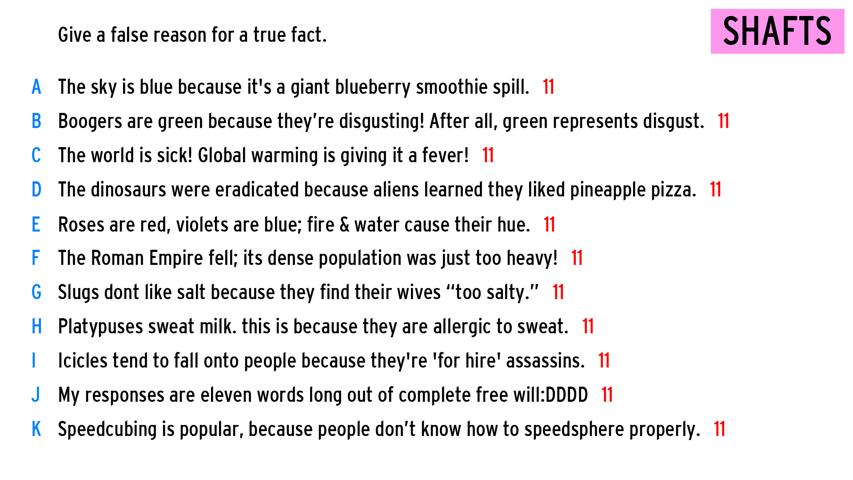 Give a false reason for a true fact.
SHAFTS
A The sky is blue because it's a giant blueberry smoothie spill. 11
B Boogers are green because they’re disgusting! After all, green represents disgust. 11
C The world is sick! Global warming is giving it a fever! 11
D The dinosaurs were eradicated because aliens learned they liked pineapple pizza. 11
E Roses are red, violets are blue; fire & water cause their hue. 11
F The Roman Empire fell; its dense population was just too heavy! 11
G Slugs dont like salt because they find their wives “too salty.” 11
H Platypuses sweat milk. this is because they are allergic to sweat. 11
I Icicles tend to fall onto people because they're 'for hire' assassins. 11
J My responses are eleven words long out of complete free will:DDDD 11
K Speedcubing is popular, because people don’t know how to speedsphere properly. 11